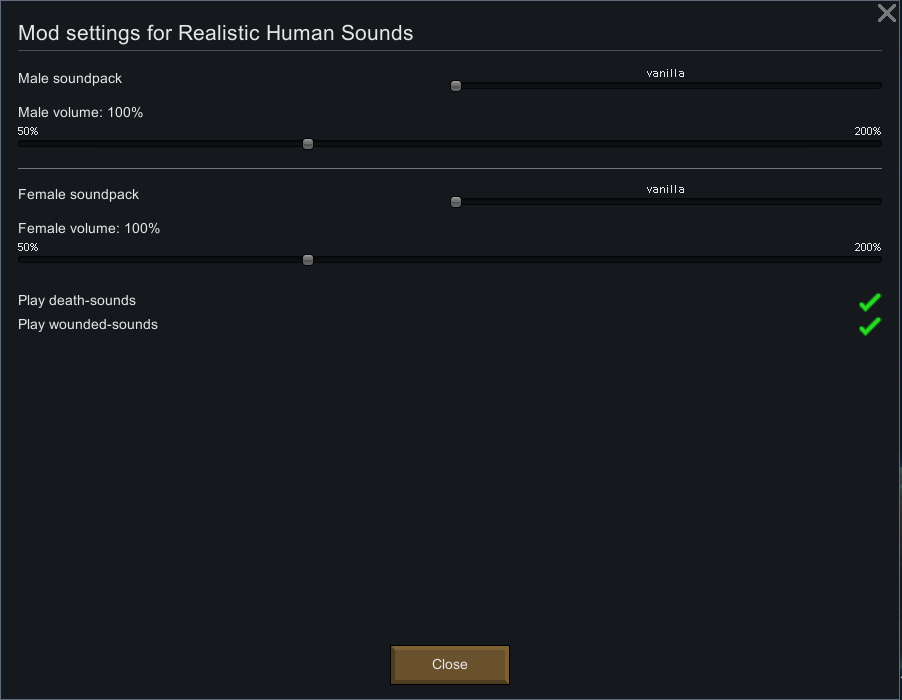 Mod settings for Realistic Human Sounds
Male soundpack
vanilla
Male volume: 100%
50%
200%
Female soundpack
vanilla
Female volume: 100%
50%
200%
Play death-sounds
Play wounded-sounds
Close